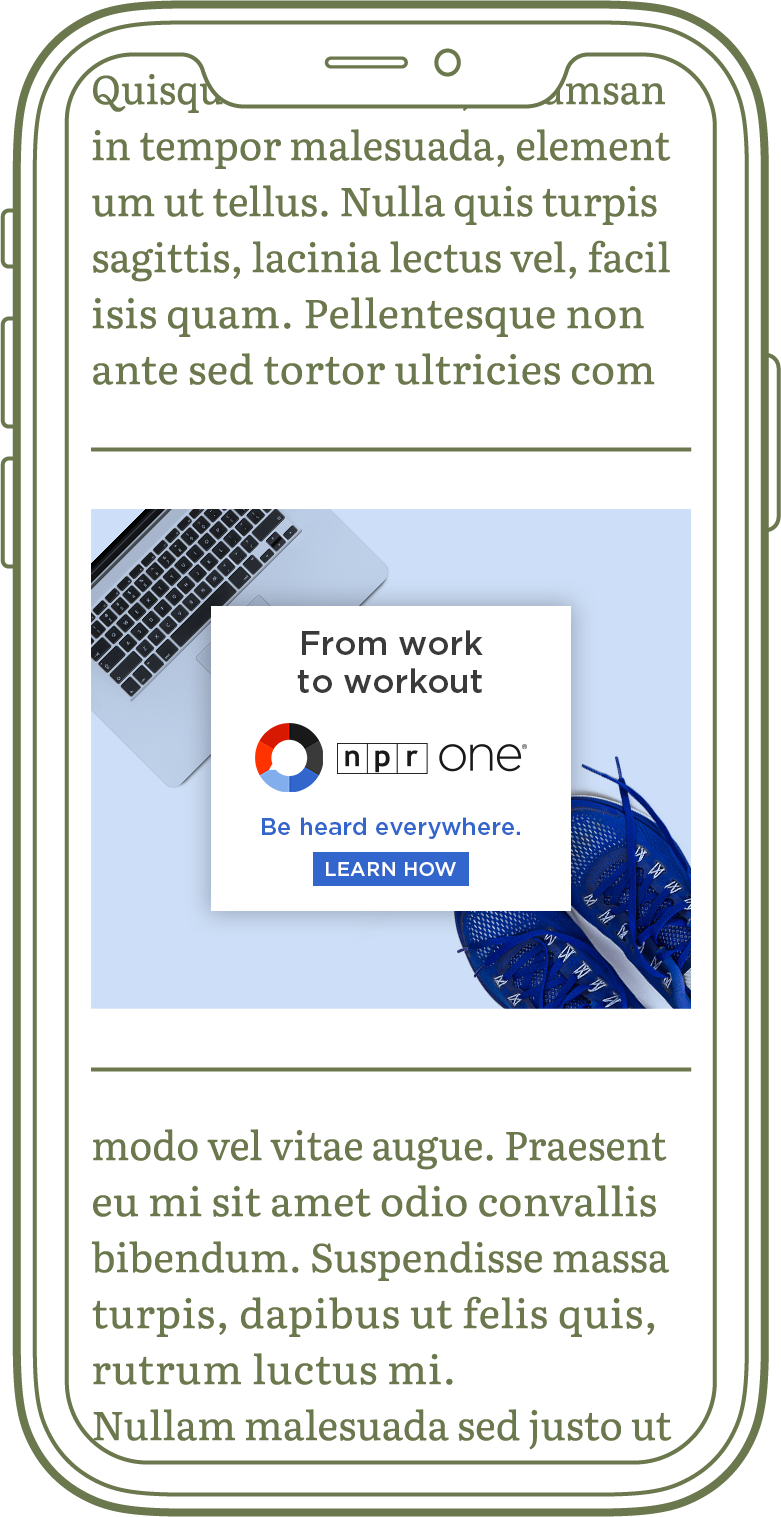 in tempor malesuada, element
um ut tellus. Nulla quis turpis
sagittis, lacinia lectus vel, facil
isis quam. Pellentesque non
ante sed tortor ultricies com
From work
to workout
npr one®
Be heard everywhere.
LEARN HOW
modo vel vitae augue. Praesent
eu mi sit amet odio convallis
bibendum. Suspendisse massa
turpis, dapibus ut felis quis,
rutrum luctus mi.
Nullam malesuada sed justo ut